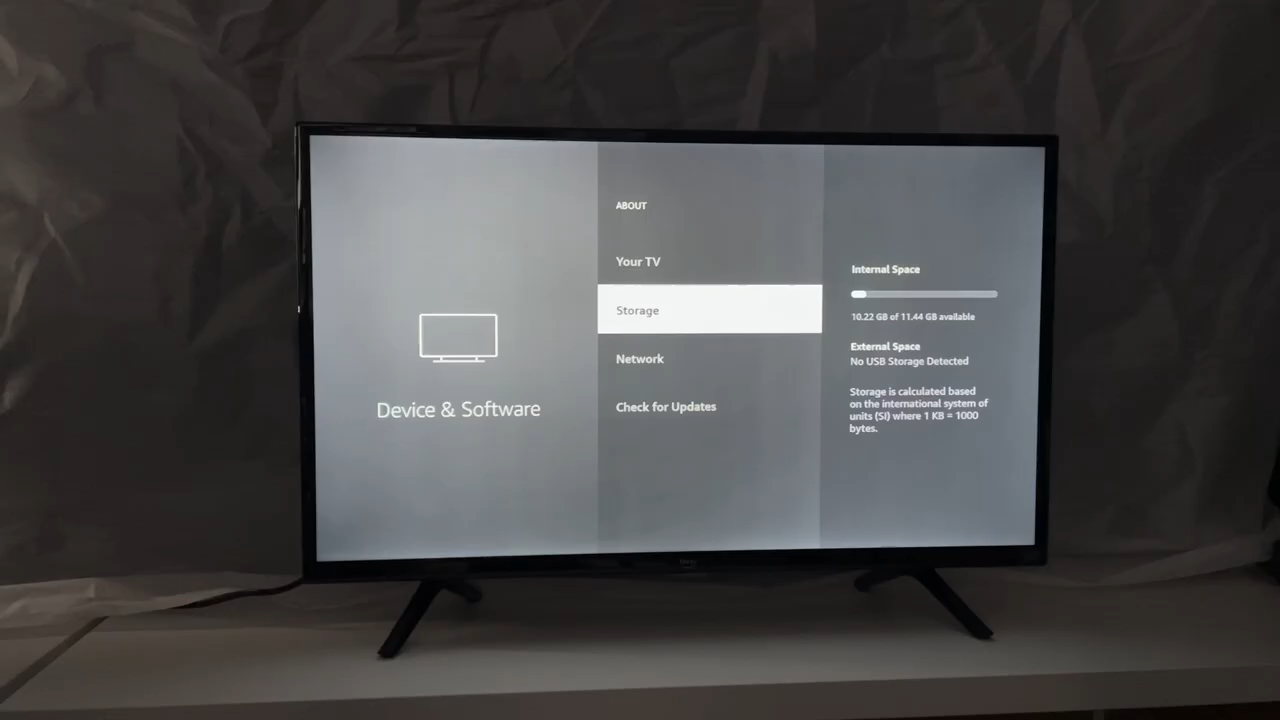 Device & Software
ABOUT
Your TV
Storage
Network
Check for Updates
Internal Space
10.22 GB of 11.44 GB available
External Space
No USB Storage Detected
Storage is calculated based
on the international system of
units (SI) where 1 KB = 1000
bytes.